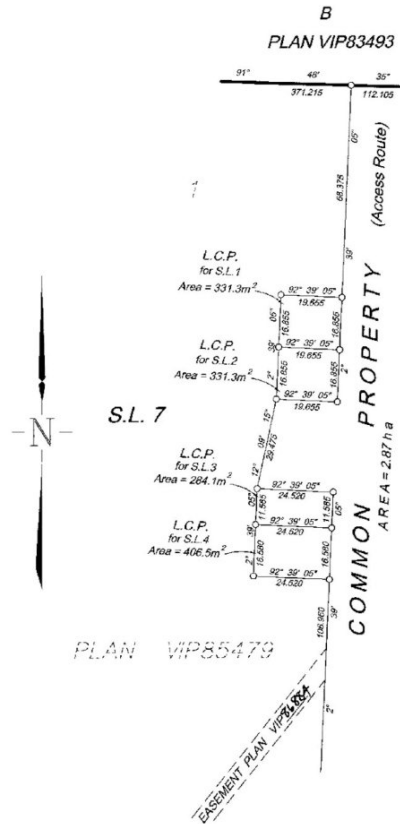 B
PLAN VIP83493
91° 48' 35"
371.215 112.105
05"
68.376
39'
(Access Route)
L.C.P.
for S.L.1
Area = 331.3m²
92° 39' 05"
19.655
05"
16.855
16.855
39'
L.C.P.
for S.L.2
Area = 331.3m²
92° 39' 05"
19.655
2°
16.855
16.855
2°
92° 39' 05"
19.655
S.L. 7
N
15"
09'
29.475
12°
L.C.P.
for S.L.3
Area = 284.1m²
92° 39' 05"
24.520
05"
11.585
11.585
05"
L.C.P.
for S.L.4
Area = 406.5m²
92° 39' 05"
24.520
39'
16.580
16.580
2°
92° 39' 05"
24.520
COMMON PROPERTY
AREA = 2.87 ha
39'
106.960
2°
PLAN VIP85479
EASEMENT PLAN VIP86884